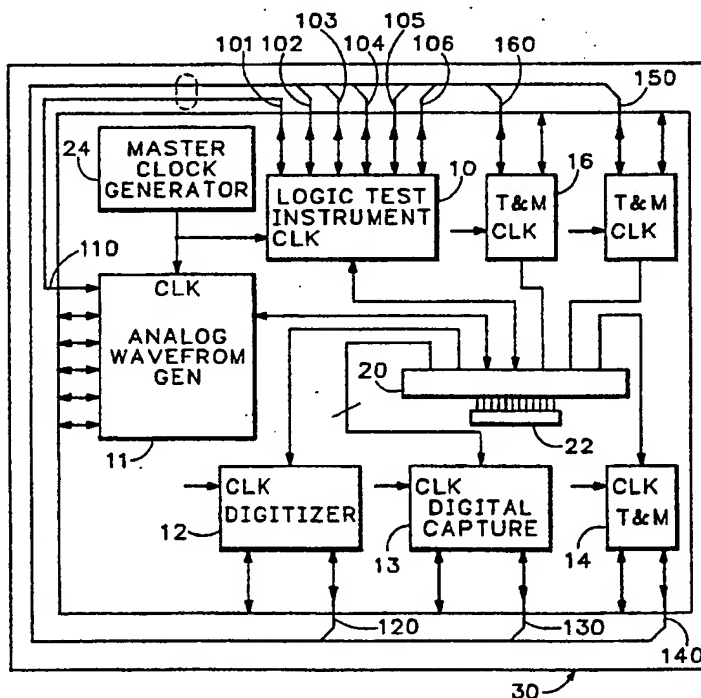 103 105
101 102 104 106 160 150
24 MASTER
CLOCK
GENERATOR
10
LOGIC TEST
INSTRUMENT
CLK
16
T&M
CLK
T&M
CLK
110
CLK
ANALOG
WAVEFROM
GEN
11
20
22
CLK
DIGITIZER
12
CLK
DIGITAL
CAPTURE
13
CLK
T&M
14
120 130 140
30